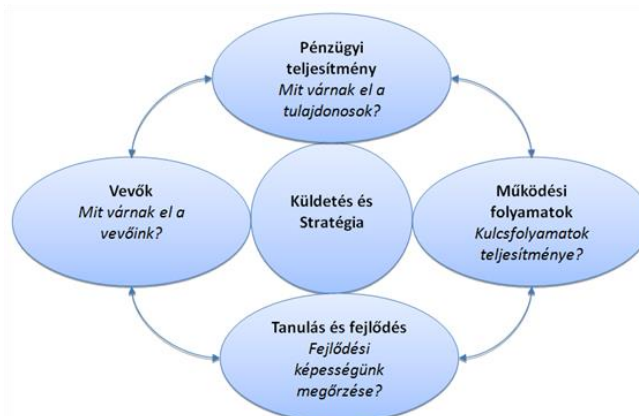 Pénzügyi
teljesítmény
Mit várnak el a
tulajdonosok?
Vevők
Mit várnak el a
vevőink?
Küldetés és
Stratégia
Működési
folyamatok
Kulcsfolyamatok
teljesítménye?
Tanulás és fejlődés
Fejlődési
képességünk
megőrzése?